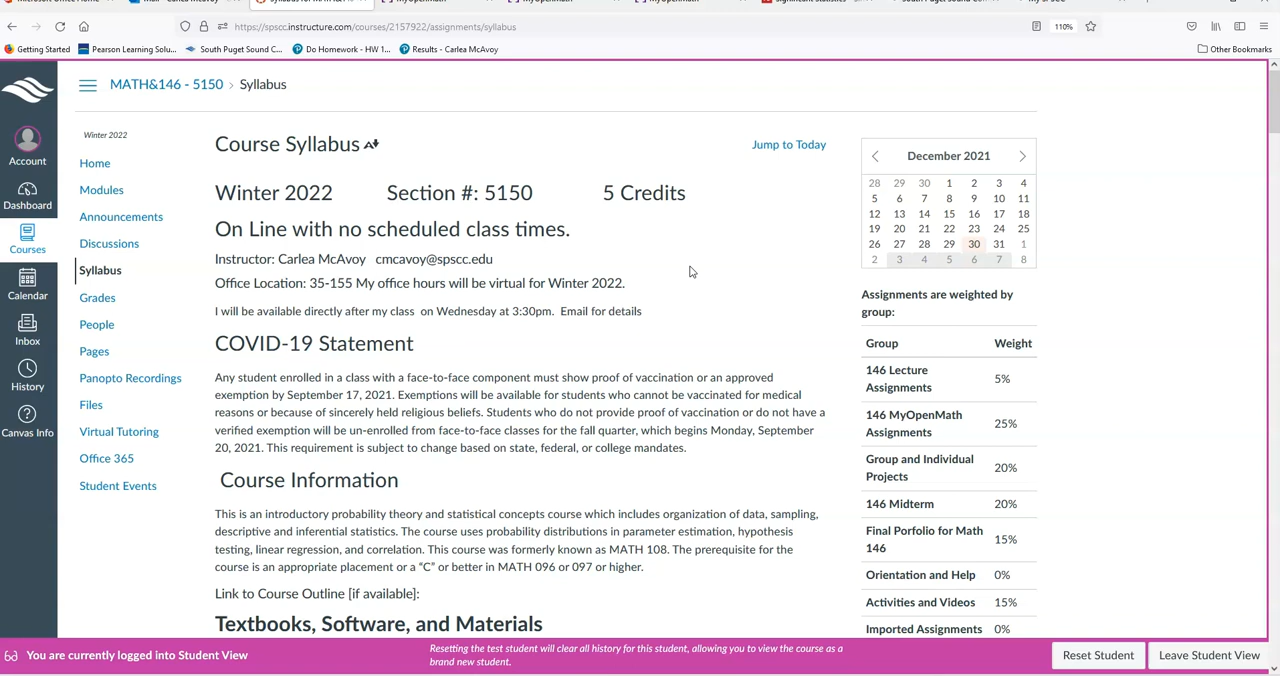 Microsoft Office Home
Mail - Carlea McAvoy
MyOpenMath
MyOpenMath
MyOpenMath
significant statistics
https://spscc.instructure.com/courses/2157922/assignments/syllabus
110%
Getting Started
Pearson Learning Solu...
South Puget Sound C...
Do Homework - HW 1...
Results - Carlea McAvoy
Other Bookmarks
MATH&146 - 5150 › Syllabus
Account
Dashboard
Courses
Calendar
Inbox
History
Canvas Info
Winter 2022
Home
Modules
Announcements
Discussions
Syllabus
Grades
People
Pages
Panopto Recordings
Files
Virtual Tutoring
Office 365
Student Events
Course Syllabus
Jump to Today
Winter 2022 Section #: 5150 5 Credits
On Line with no scheduled class times.
Instructor: Carlea McAvoy cmcavoy@spscc.edu
Office Location: 35-155 My office hours will be virtual for Winter 2022.
I will be available directly after my class on Wednesday at 3:30pm. Email for details
COVID-19 Statement
Any student enrolled in a class with a face-to-face component must show proof of vaccination or an approved
exemption by September 17, 2021. Exemptions will be available for students who cannot be vaccinated for medical
reasons or because of sincerely held religious beliefs. Students who do not provide proof of vaccination or do not have a
verified exemption will be un-enrolled from face-to-face classes for the fall quarter, which begins Monday, September
20, 2021. This requirement is subject to change based on state, federal, or college mandates.
Course Information
This is an introductory probability theory and statistical concepts course which includes organization of data, sampling,
descriptive and inferential statistics. The course uses probability distributions in parameter estimation, hypothesis
testing, linear regression, and correlation. This course was formerly known as MATH 108. The prerequisite for the
course is an appropriate placement or a “C” or better in MATH 096 or 097 or higher.
Link to Course Outline [if available]:
Textbooks, Software, and Materials
December 2021
28 29 30 1 2 3 4
5 6 7 8 9 10 11
12 13 14 15 16 17 18
19 20 21 22 23 24 25
26 27 28 29 30 31 1
2 3 4 5 6 7 8
Assignments are weighted by
group:
Group Weight
146 Lecture
Assignments 5%
146 MyOpenMath
Assignments 25%
Group and Individual
Projects 20%
146 Midterm 20%
Final Porfolio for Math
146 15%
Orientation and Help 0%
Activities and Videos 15%
Imported Assignments 0%
You are currently logged into Student View
Resetting the test student will clear all history for this student, allowing you to view the course as a
brand new student.
Reset Student
Leave Student View